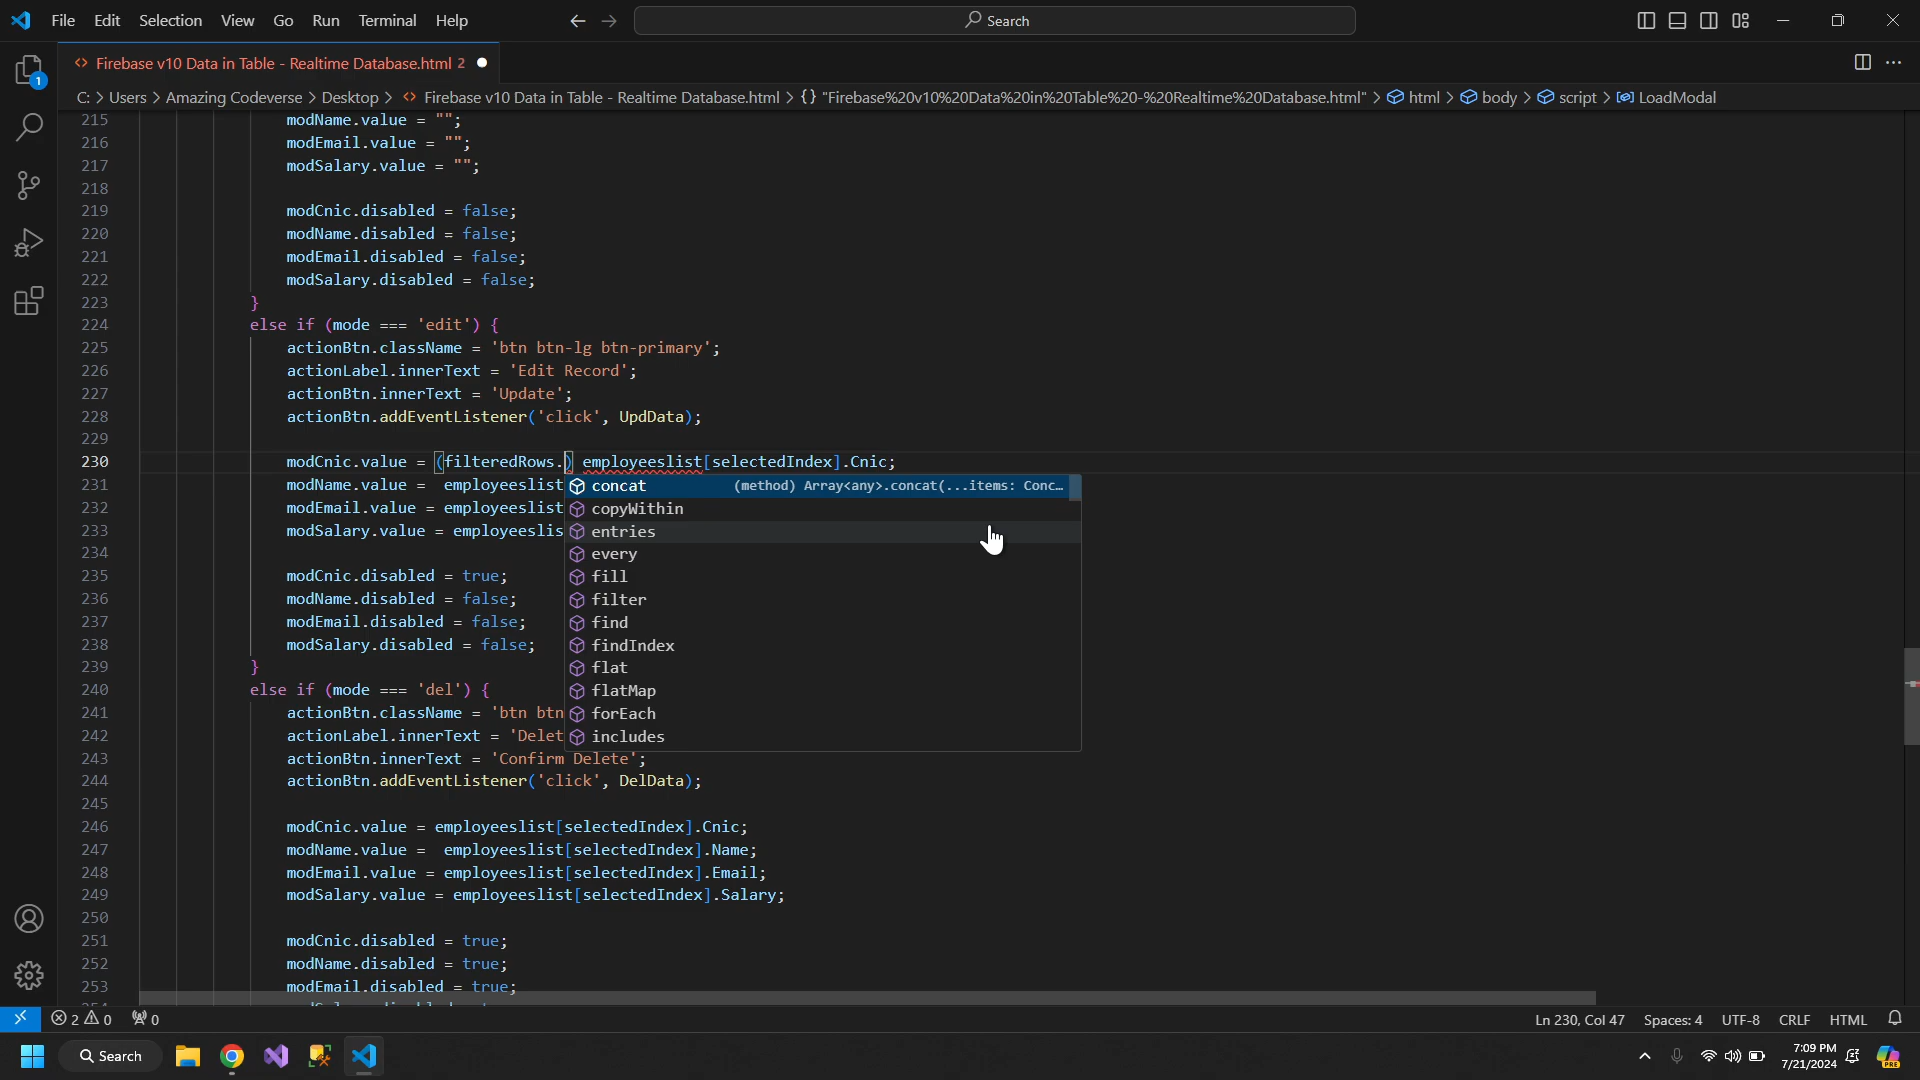 File Edit Selection View Go Run Terminal Help
Search
Firebase v10 Data in Table - Realtime Database.html 2
C: > Users > Amazing Codeverse > Desktop > Firebase v10 Data in Table - Realtime Database.html > {} "Firebase%20v10%20Data%20in%20Table%20-%20Realtime%20Database.html" > html > body > script > LoadModal
1
215 modName.value = "";
216 modEmail.value = "";
217 modSalary.value = "";
218
219 modCnic.disabled = false;
220 modName.disabled = false;
221 modEmail.disabled = false;
222 modSalary.disabled = false;
223 }
224 else if (mode === 'edit') {
225 actionBtn.className = 'btn btn-lg btn-primary';
226 actionLabel.innerText = 'Edit Record';
227 actionBtn.innerText = 'Update';
228 actionBtn.addEventListener('click', UpdData);
229
230 modCnic.value = (filteredRows.) employeeslist[selectedIndex].Cnic;
231 modName.value = employeeslist
232 modEmail.value = employeeslist
233 modSalary.value = employeeslis
234
235 modCnic.disabled = true;
236 modName.disabled = false;
237 modEmail.disabled = false;
238 modSalary.disabled = false;
239 }
240 else if (mode === 'del') {
241 actionBtn.className = 'btn btn
242 actionLabel.innerText = 'Delet
243 actionBtn.innerText = 'Confirm Delete';
244 actionBtn.addEventListener('click', DelData);
245
246 modCnic.value = employeeslist[selectedIndex].Cnic;
247 modName.value = employeeslist[selectedIndex].Name;
248 modEmail.value = employeeslist[selectedIndex].Email;
249 modSalary.value = employeeslist[selectedIndex].Salary;
250
251 modCnic.disabled = true;
252 modName.disabled = true;
253 modEmail.disabled = true;
concat (method) Array<any>.concat(...items: Conc…
copyWithin
entries
every
fill
filter
find
findIndex
flat
flatMap
forEach
includes
2 0 0
Ln 230, Col 47 Spaces: 4 UTF-8 CRLF HTML
Search
7:09 PM
7/21/2024
PRE